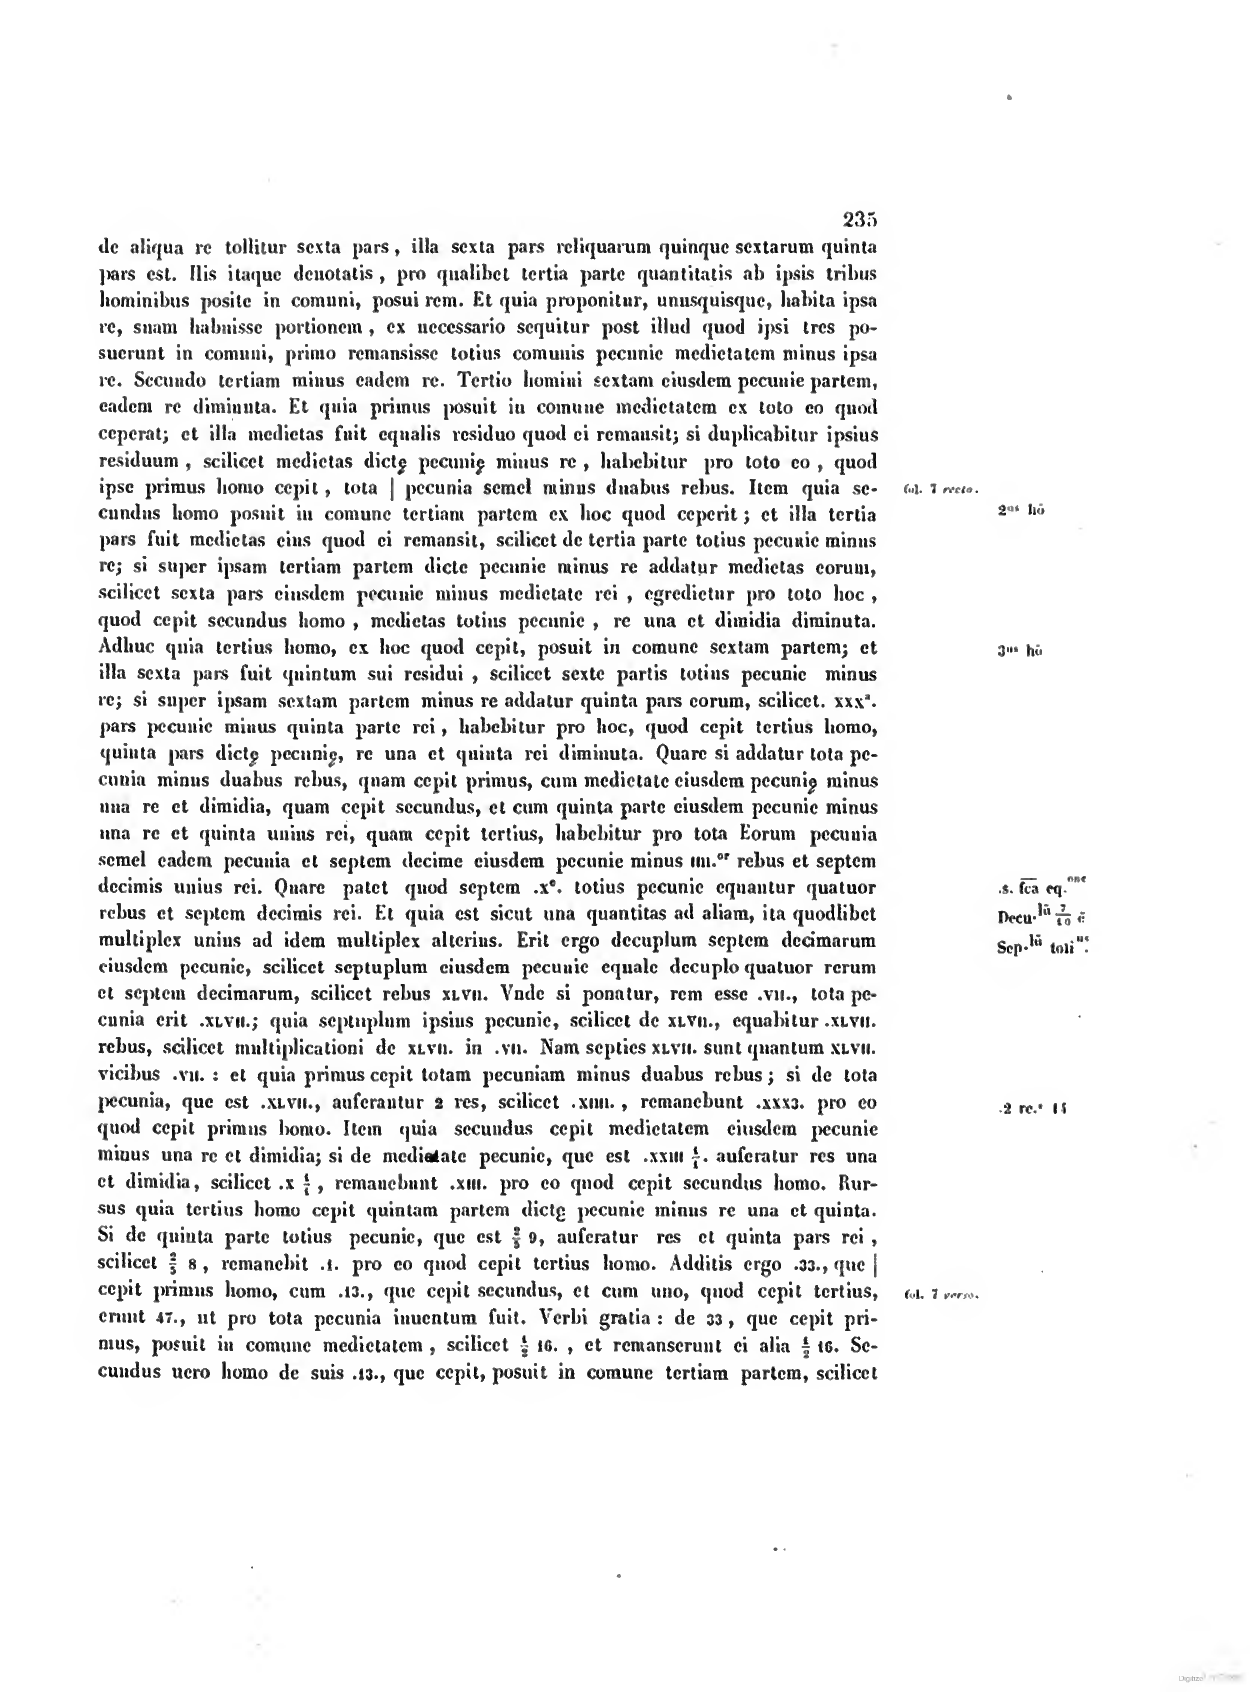 235
de aliqua re tollitur sexta pars, illa sexta pars reliquarum quinque sextarum quinta
pars est. Ilis itaque denotatis, pro qualibet tertia parte quantitatis ab ipsis tribus
hominibus posite in comuni, posui rem. Et quia proponitur, unusquisque, habita ipsa
re, suam habuisse portionem, ex necessario sequitur post illud quod ipsi tres po-
suerunt in comuni, primo remansisse totius comunis pecunie medietatem minus ipsa
re. Secundo tertiam minus eadem re. Tertio homini sextam eiusdem pecunie partem,
eadem re diminuta. Et quia primus posuit in comune medietatem ex toto eo quod
ceperat; et illa medietas fuit equalis residuo quod ei remansit; si duplicabitur ipsius
residuum, scilicet medietas dictę pecunię minus re, habebitur pro toto eo, quod
ipse primus homo cepit, tota | pecunia semel minus duabus rebus. Item quia se- fol. 7 recto.
cundus homo posuit in comune tertiam partem ex hoc quod ceperit; et illa tertia 2us hō
pars fuit medietas eius quod ei remansit, scilicet de tertia parte totius pecunie minus
re; si super ipsam tertiam partem dicte pecunie minus re addatur medietas eorum,
scilicet sexta pars eiusdem pecunie minus medietate rei, egredietur pro toto hoc,
quod cepit secundus homo, medietas totius pecunie, re una et dimidia diminuta.
Adhuc quia tertius homo, ex hoc quod cepit, posuit in comune sextam partem; et 3us hō
illa sexta pars fuit quintum sui residui, scilicet sexte partis totius pecunie minus
re; si super ipsam sextam partem minus re addatur quinta pars eorum, scilicet. xxxª.
pars pecunie minus quinta parte rei, habebitur pro hoc, quod cepit tertius homo,
quinta pars dictę pecunię, re una et quinta rei diminuta. Quare si addatur tota pe-
cunia minus duabus rebus, quam cepit primus, cum medietate eiusdem pecunię minus
una re et dimidia, quam cepit secundus, et cum quinta parte eiusdem pecunie minus
una re et quinta unius rei, quam cepit tertius, habebitur pro tota Eorum pecunia
semel eadem pecunia et septem decime eiusdem pecunie minus IIII.or rebus et septem
decimis unius rei. Quare patet quod septem .xe. totius pecunie equantur quatuor .s. fca eq.one
rebus et septem decimis rei. Et quia est sicut una quantitas ad aliam, ita quodlibet Decu.lū 7/10 ē
multiplex unius ad idem multiplex alterius. Erit ergo decuplum septem decimarum Sep.lū toli
eiusdem pecunie, scilicet septuplum eiusdem pecunie equale decuplo quatuor rerum
et septem decimarum, scilicet rebus XLVII. Vnde si ponatur, rem esse .VII., tota pe-
cunia erit .XLVII.; quia septuplum ipsius pecunie, scilicet de XLVII., equabitur .XLVII.
rebus, scilicet multiplicationi de XLVII. in .VII. Nam septies XLVII. sunt quantum XLVII.
vicibus .VII. : et quia primus cepit totam pecuniam minus duabus rebus; si de tota
pecunia, que est .XLVII., auferantur 2 res, scilicet .XIIII., remanebunt .XXX3. pro eo .2 re.s 14
quod cepit primus homo. Item quia secundus cepit medietatem eiusdem pecunie
minus una re et dimidia; si de medietate pecunie, que est .XXIII 1/2. auferatur res una
et dimidia, scilicet .X 1/2, remanebunt .XIII. pro eo quod cepit secundus homo. Rur-
sus quia tertius homo cepit quintam partem dictę pecunie minus re una et quinta.
Si de quinta parte totius pecunie, que est 2/5 9, auferatur res et quinta pars rei,
scilicet 2/5 8, remanebit .1. pro eo quod cepit tertius homo. Additis ergo .33., que |
cepit primus homo, cum .13., que cepit secundus, et cum uno, quod cepit tertius, fol. 7 verso.
erunt 47., ut pro tota pecunia inuentum fuit. Verbi gratia : de 33, que cepit pri-
mus, posuit in comune medietatem, scilicet 1/2 16., et remanserunt ei alia 1/2 16. Se-
cundus uero homo de suis .13., que cepit, posuit in comune tertiam partem, scilicet